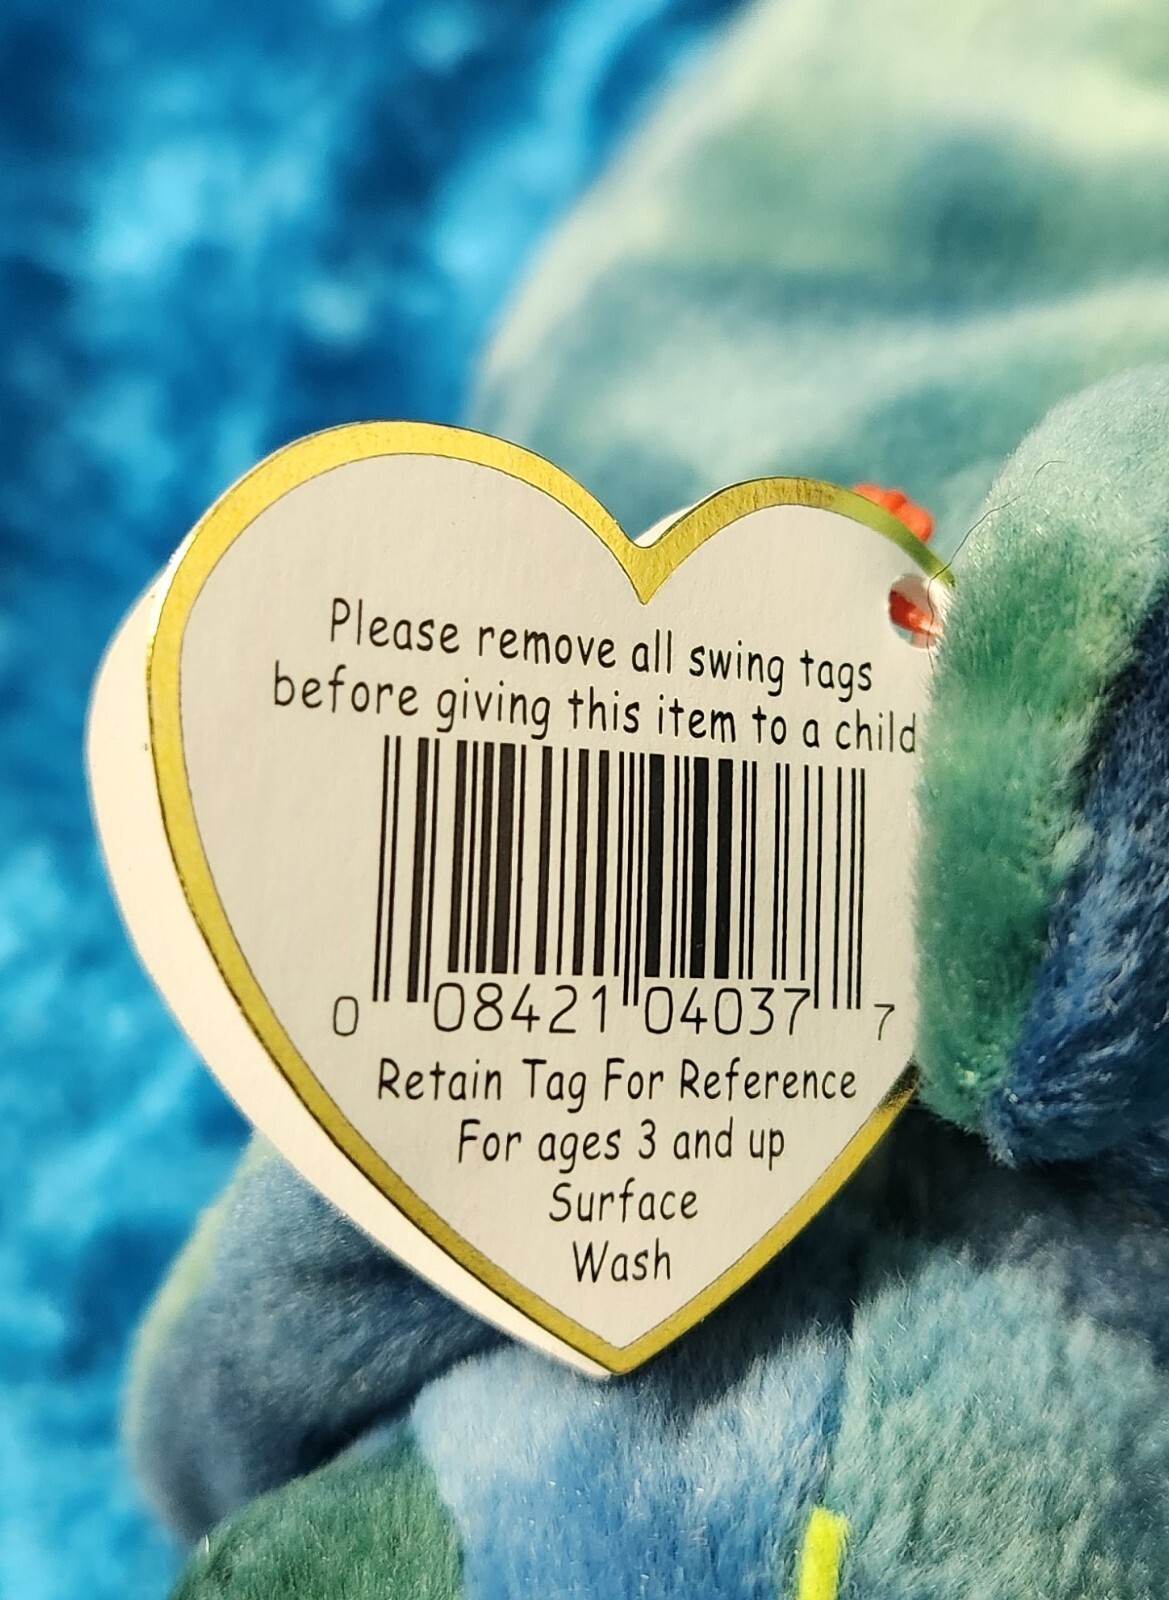 Please remove all swing tags
before giving this item to a child
0 08421 04037 7
Retain Tag For Reference
For ages 3 and up
Surface
Wash